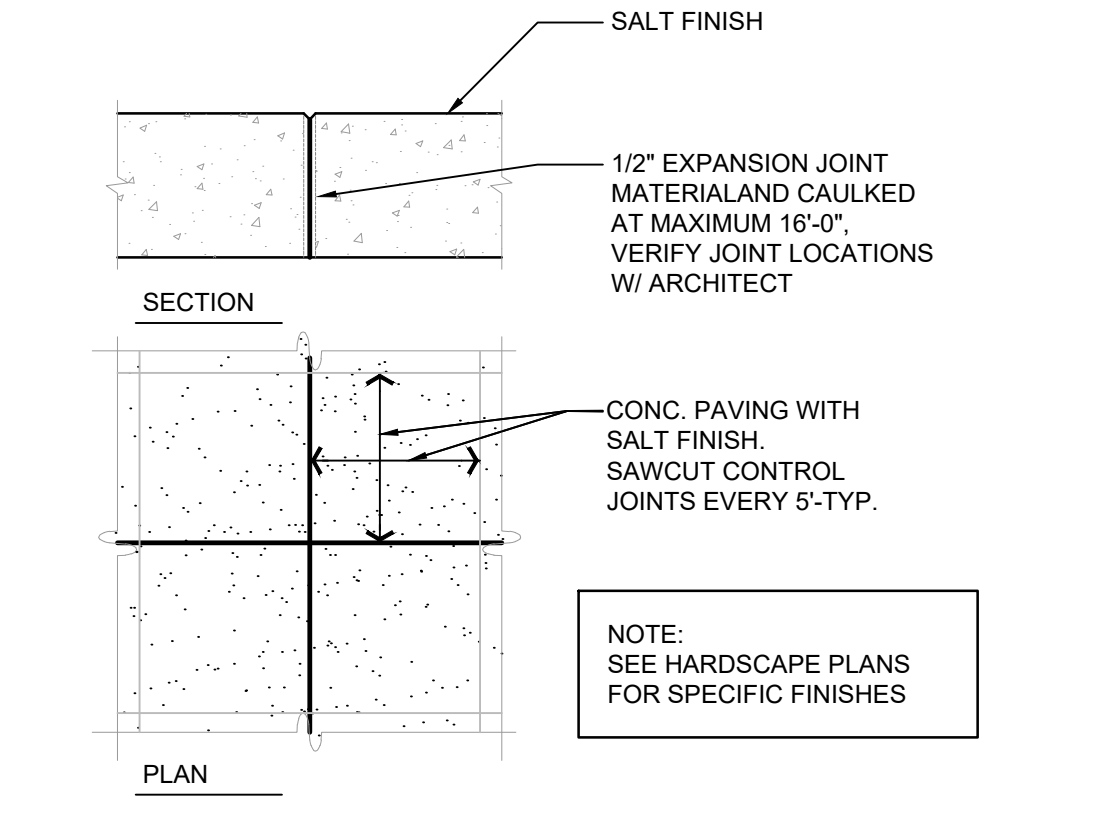 SALT FINISH
1/2" EXPANSION JOINT
MATERIALAND CAULKED
AT MAXIMUM 16'-0",
VERIFY JOINT LOCATIONS
W/ ARCHITECT
SECTION
CONC. PAVING WITH
SALT FINISH.
SAWCUT CONTROL
JOINTS EVERY 5'-TYP.
NOTE:
SEE HARDSCAPE PLANS
FOR SPECIFIC FINISHES
PLAN